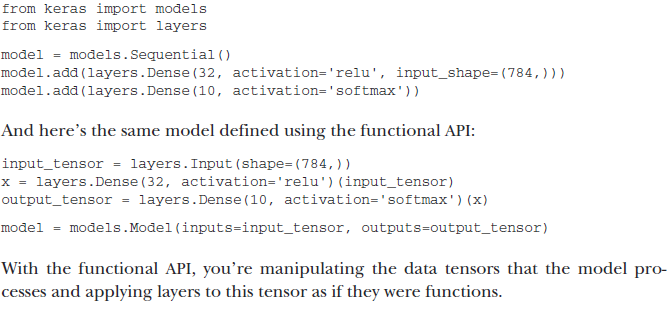 from keras import models
from keras import layers
model = models.Sequential()
model.add(layers.Dense(32, activation='relu', input_shape=(784,)))
model.add(layers.Dense(10, activation='softmax'))
And here's the same model defined using the functional API:
input_tensor = layers.Input(shape=(784,))
x = layers.Dense(32, activation='relu')(input_tensor)
output_tensor = layers.Dense(10, activation='softmax')(x)
model = models.Model(inputs=input_tensor, outputs=output_tensor)
With the functional API, you're manipulating the data tensors that the model pro-
cesses and applying layers to this tensor as if they were functions.